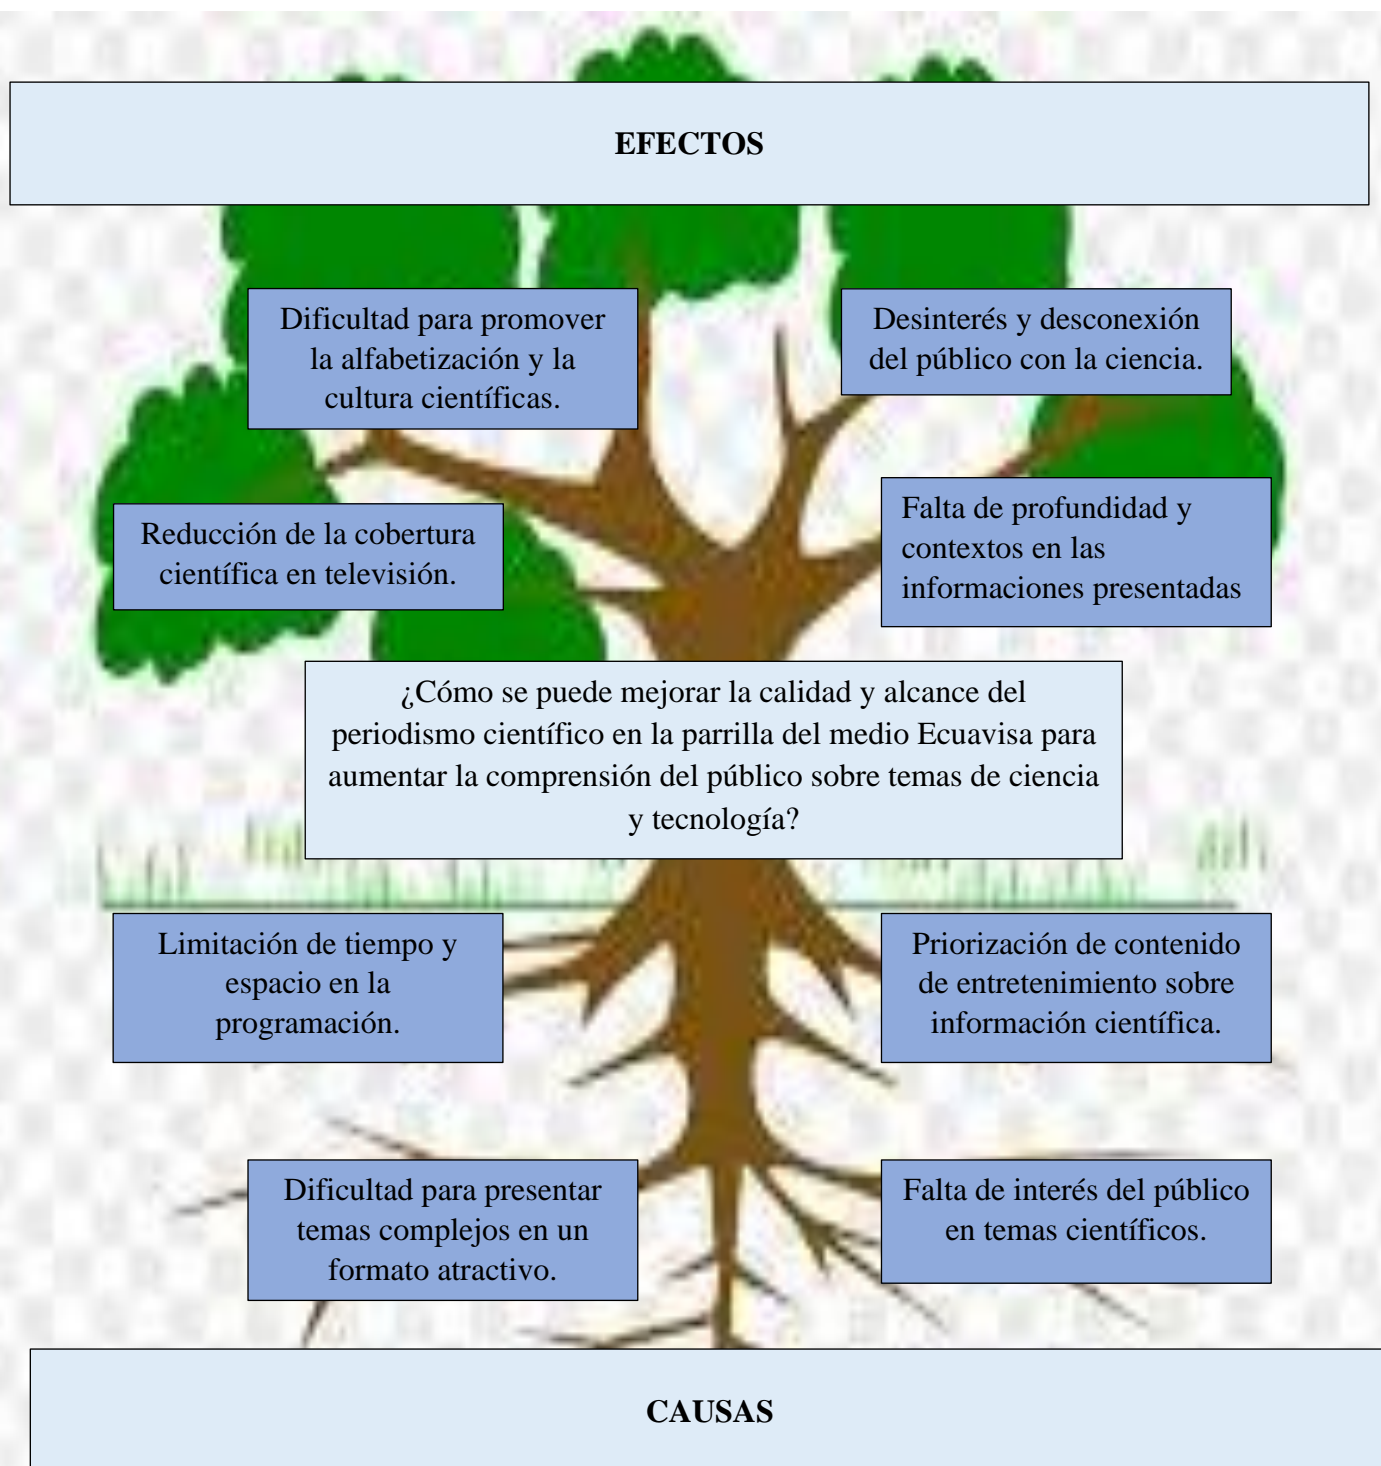 EFECTOS
Dificultad para promover
la alfabetización y la
cultura científicas.
Desinterés y desconexión
del público con la ciencia.
Reducción de la cobertura
científica en televisión.
Falta de profundidad y
contextos en las
informaciones presentadas
¿Cómo se puede mejorar la calidad y alcance del
periodismo científico en la parrilla del medio Ecuavisa para
aumentar la comprensión del público sobre temas de ciencia
y tecnología?
Limitación de tiempo y
espacio en la
programación.
Priorización de contenido
de entretenimiento sobre
información científica.
Dificultad para presentar
temas complejos en un
formato atractivo.
Falta de interés del público
en temas científicos.
CAUSAS